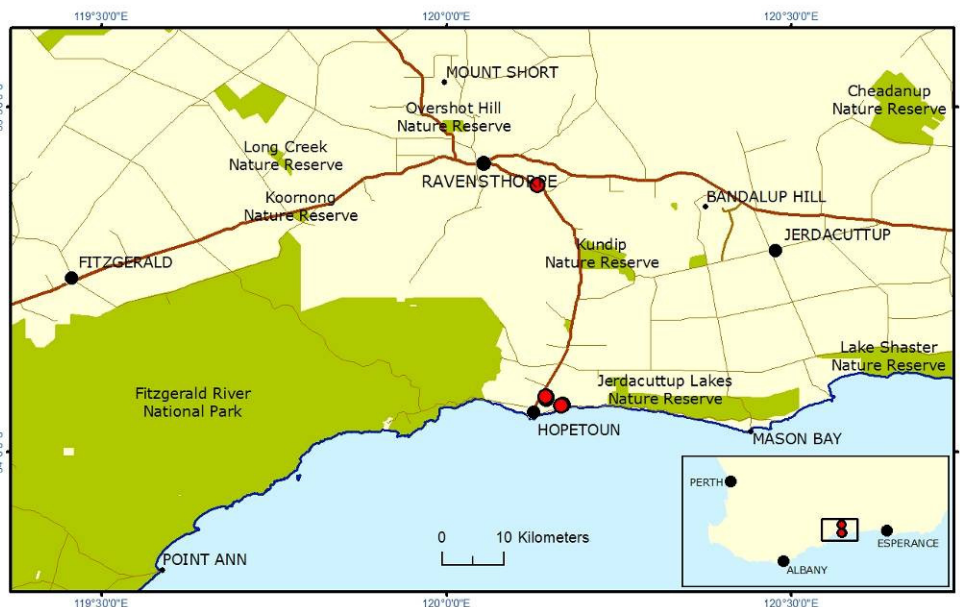 119°30'0"E
120°0'0"E
120°30'0"E
MOUNT SHORT
Overshot Hill
Nature Reserve
Cheadanup
Nature Reserve
Long Creek
Nature Reserve
RAVENSTHORPE
Koornong
Nature Reserve
BANDALUP HILL
JERDACUTTUP
Kundip
Nature Reserve
FITZGERALD
Lake Shaster
Nature Reserve
Fitzgerald River
National Park
Jerdacuttup Lakes
Nature Reserve
HOPETOUN
MASON BAY
0 10 Kilometers
POINT ANN
PERTH
ESPERANCE
ALBANY
119°30'0"E
120°0'0"E
120°30'0"E